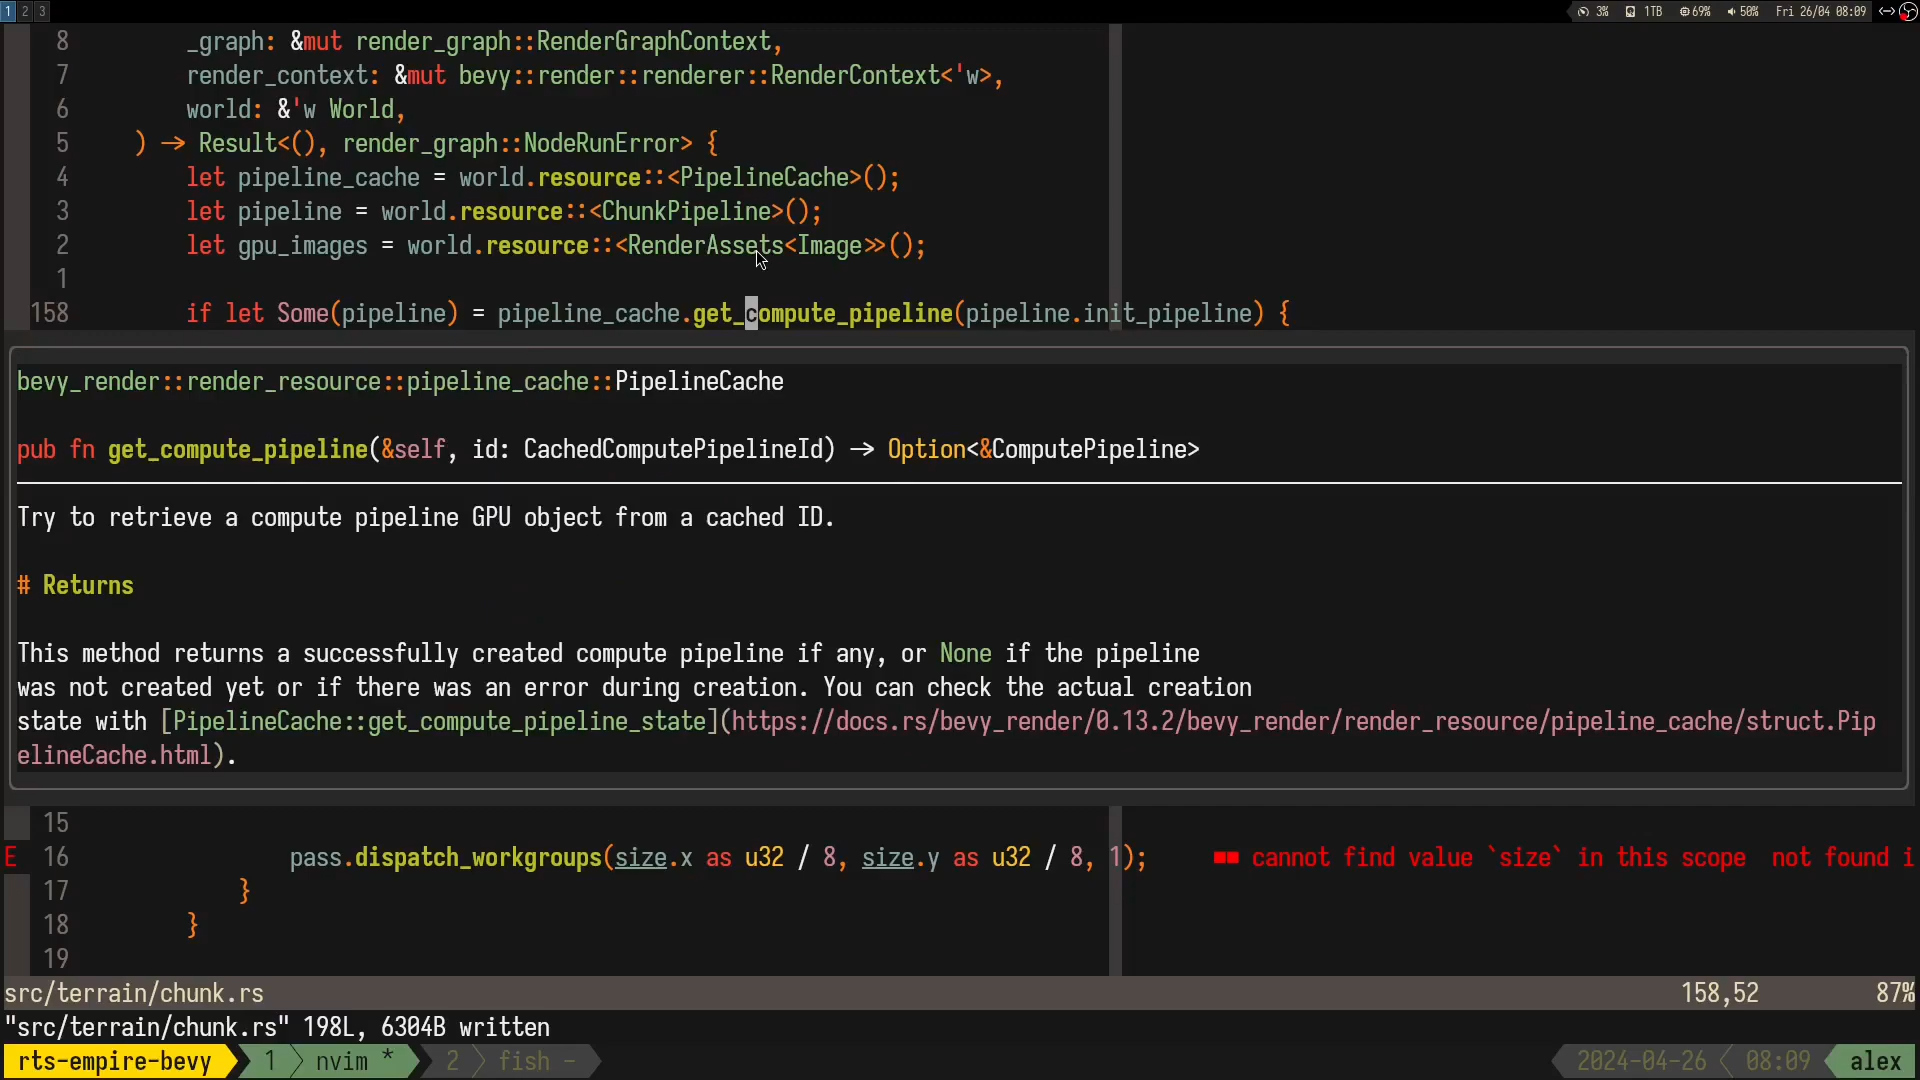 1 2 3 3% 1TB 69% 50% Fri 26/04 08:09
8 _graph: &mut render_graph::RenderGraphContext,
7 render_context: &mut bevy::render::renderer::RenderContext<'w>,
6 world: &'w World,
5 ) -> Result<(), render_graph::NodeRunError> {
4 let pipeline_cache = world.resource::<PipelineCache>();
3 let pipeline = world.resource::<ChunkPipeline>();
2 let gpu_images = world.resource::<RenderAssets<Image>>();
1
158 if let Some(pipeline) = pipeline_cache.get_compute_pipeline(pipeline.init_pipeline) {
bevy_render::render_resource::pipeline_cache::PipelineCache
pub fn get_compute_pipeline(&self, id: CachedComputePipelineId) -> Option<&ComputePipeline>
Try to retrieve a compute pipeline GPU object from a cached ID.
# Returns
This method returns a successfully created compute pipeline if any, or None if the pipeline
was not created yet or if there was an error during creation. You can check the actual creation
state with [PipelineCache::get_compute_pipeline_state](https://docs.rs/bevy_render/0.13.2/bevy_render/render_resource/pipeline_cache/struct.Pip
elineCache.html).
15
E 16 pass.dispatch_workgroups(size.x as u32 / 8, size.y as u32 / 8, 1); ■■ cannot find value `size` in this scope  not found i
17 }
18 }
19
src/terrain/chunk.rs 158,52 87%
"src/terrain/chunk.rs" 198L, 6304B written
rts-empire-bevy 1 nvim * 2 fish - 2024-04-26 08:09 alex